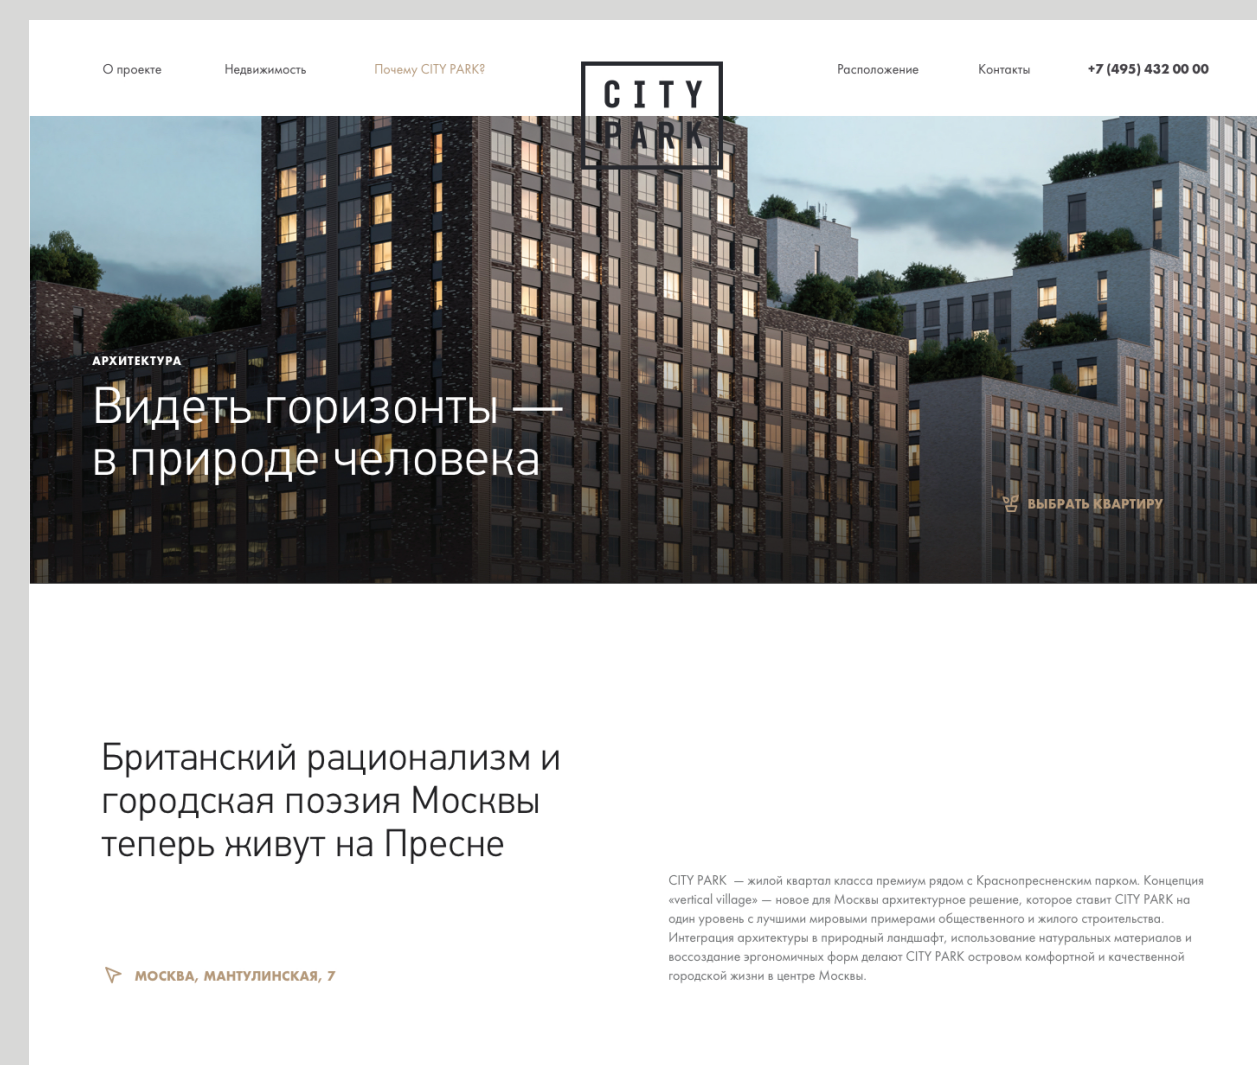 О проекте
Недвижимость
Почему CITY PARK?
CITY
PARK
Расположение
Контакты
+7 (495) 432 00 00
АРХИТЕКТУРА
Видеть горизонты —
в природе человека
ВЫБРАТЬ КВАРТИРУ
Британский рационализм и
городская поэзия Москвы
теперь живут на Пресне
CITY PARK — жилой квартал класса премиум рядом с Краснопресненским парком. Концепция
«vertical village» — новое для Москвы архитектурное решение, которое ставит CITY PARK на
один уровень с лучшими мировыми примерами общественного и жилого строительства.
Интеграция архитектуры в природный ландшафт, использование натуральных материалов и
воссоздание эргономичных форм делают CITY PARK островом комфортной и качественной
городской жизни в центре Москвы.
МОСКВА, МАНТУЛИНСКАЯ, 7